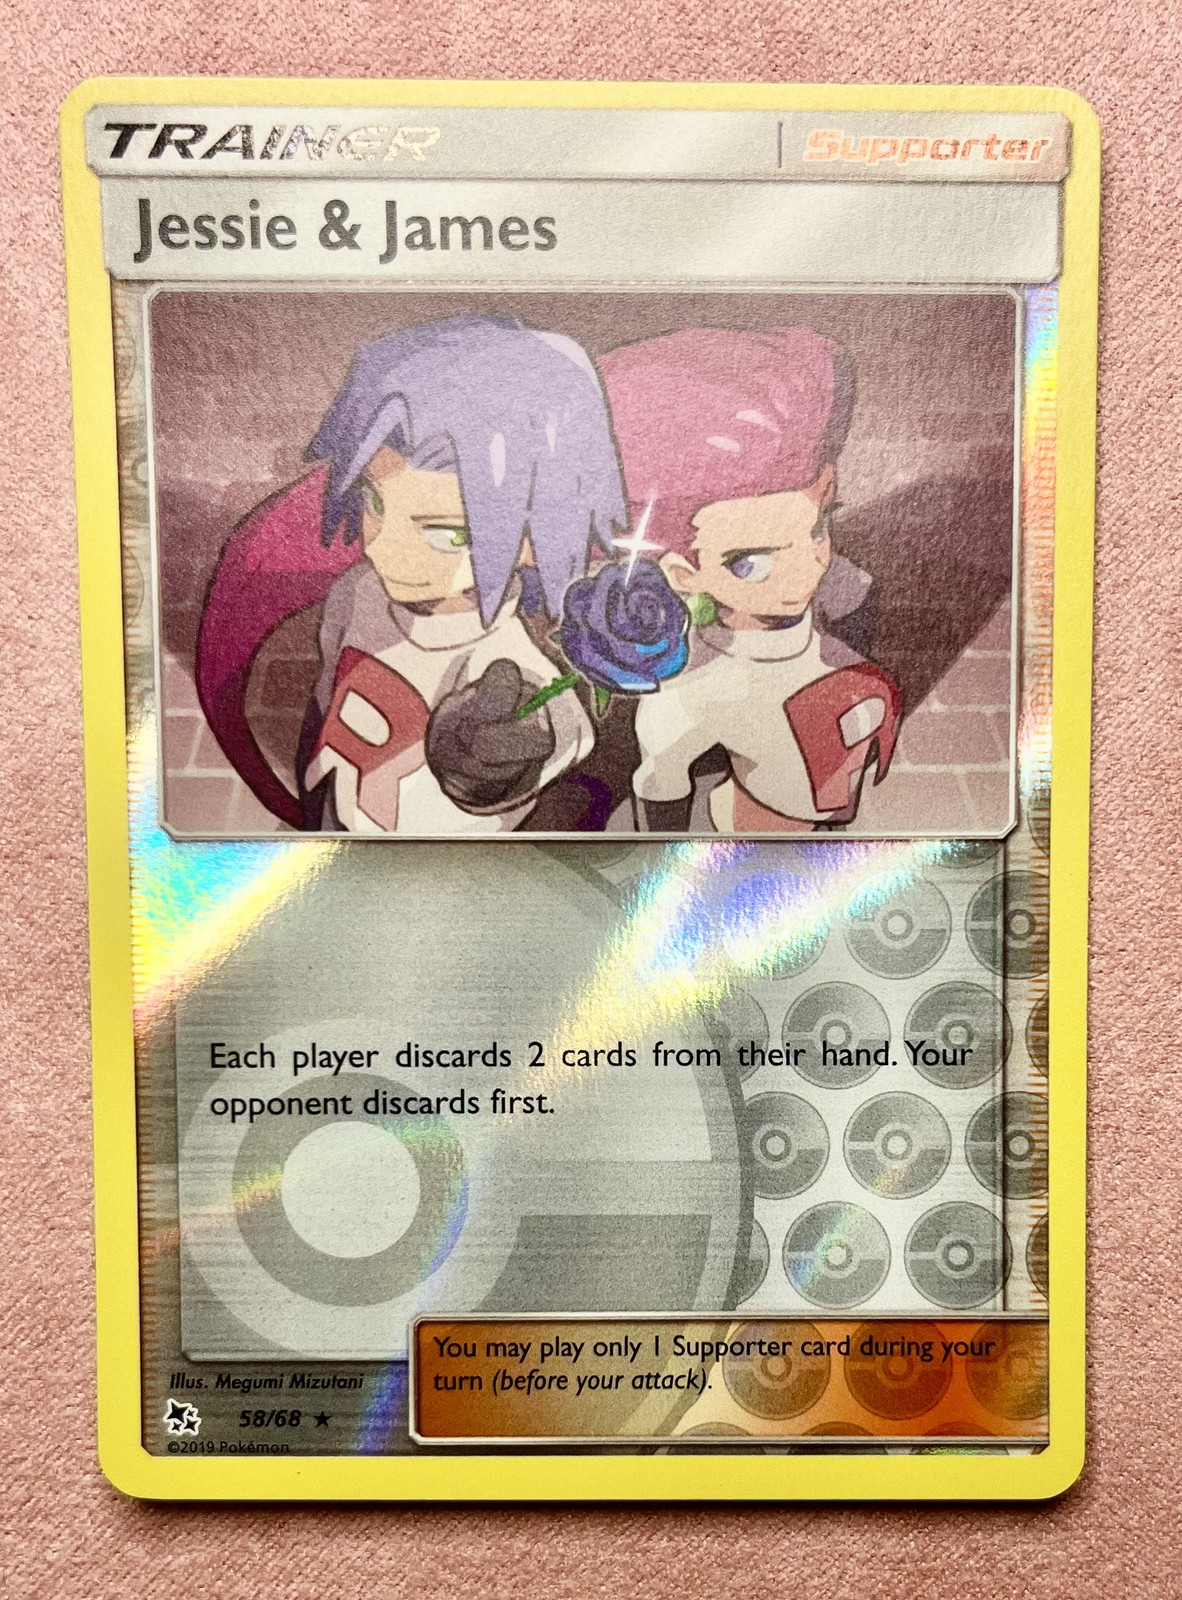 TRAINER
Supporter
Jessie & James
Each player discards 2 cards from their hand. Your
opponent discards first.
You may play only 1 Supporter card during your
turn (before your attack).
Illus. Megumi Mizutani
58/68 ★
©2019 Pokémon